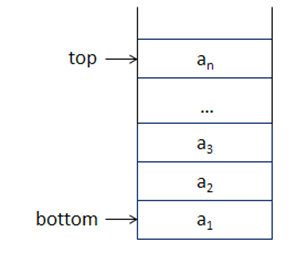 top aₙ
...
a₃
a₂
bottom a₁